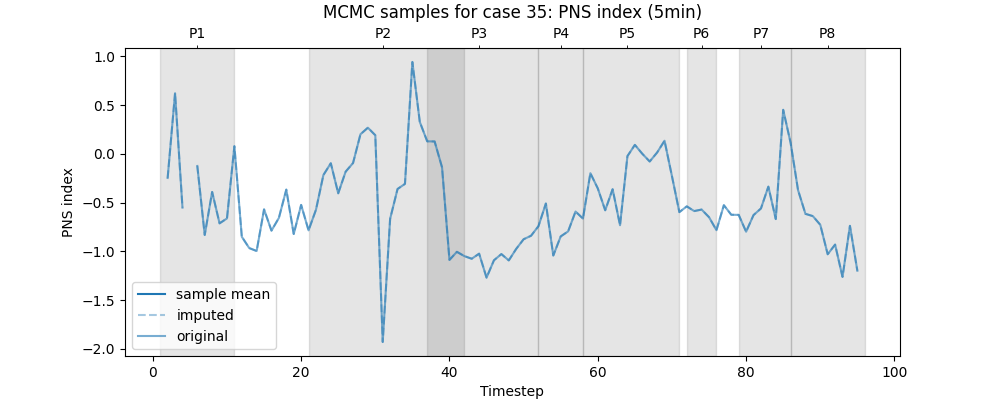 MCMC samples for case 35: PNS index (5min)
P1 P2 P3 P4 P5 P6 P7 P8
1.0
0.5
0.0
−0.5
−1.0
−1.5
−2.0
PNS index
sample mean
imputed
original
0 20 40 60 80 100
Timestep